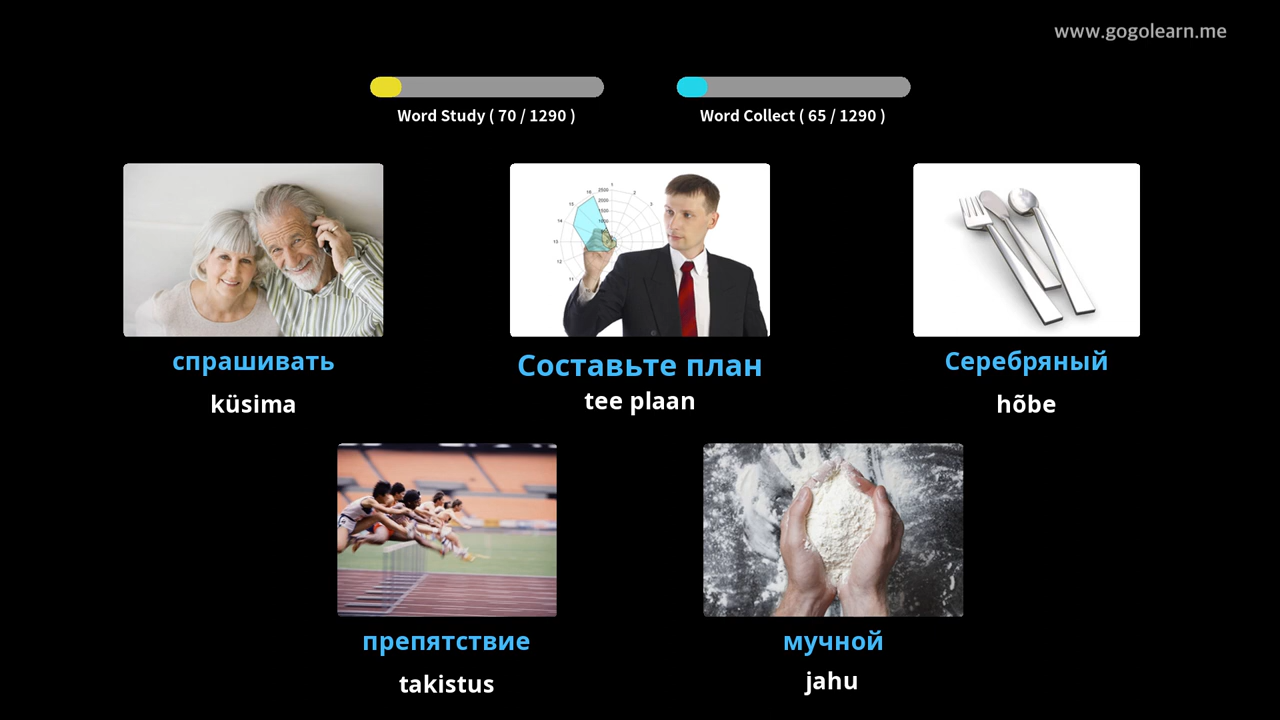 www.gogolearn.me
Word Study ( 70 / 1290 )
Word Collect ( 65 / 1290 )
спрашивать
küsima
Составьте план
tee plaan
Серебряный
hõbe
препятствие
takistus
мучной
jahu